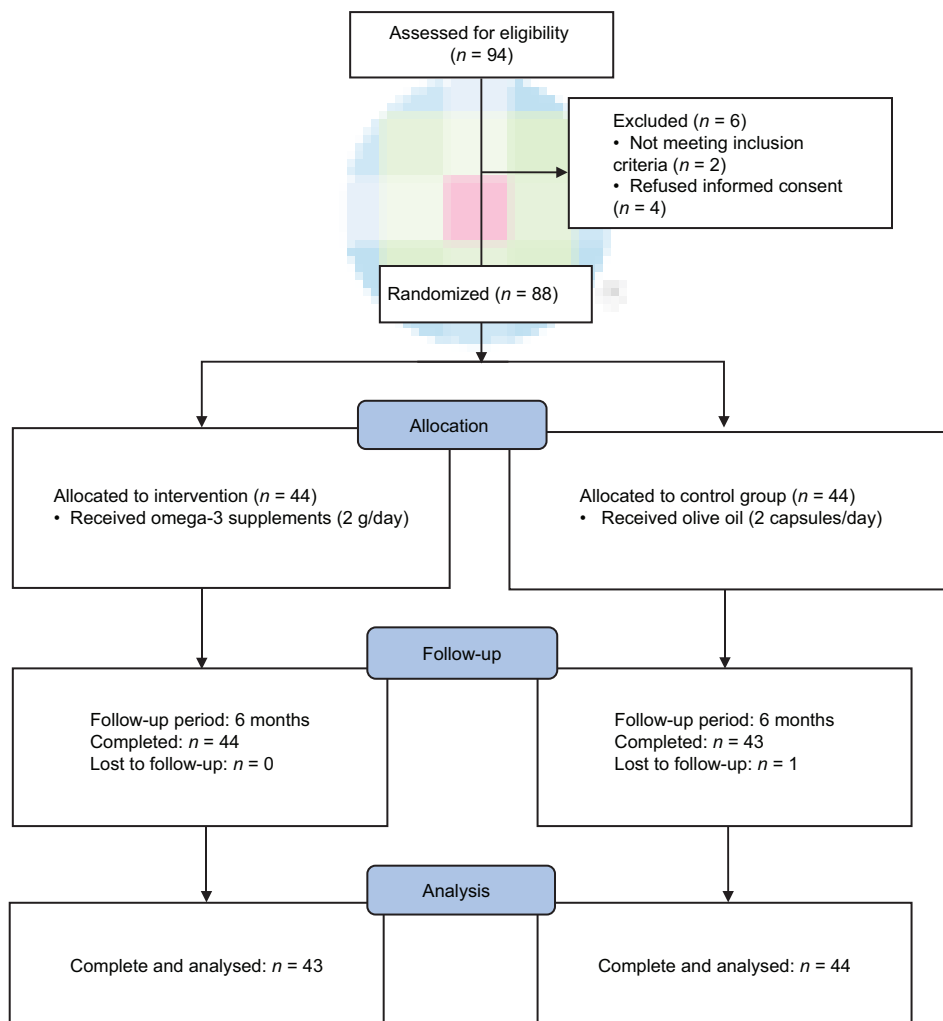 Assessed for eligibility
(n = 94)
Excluded (n = 6)
• Not meeting inclusion
criteria (n = 2)
• Refused informed consent
(n = 4)
Randomized (n = 88)
Allocation
Allocated to intervention (n = 44)
• Received omega-3 supplements (2 g/day)
Allocated to control group (n = 44)
• Received olive oil (2 capsules/day)
Follow-up
Follow-up period: 6 months
Completed: n = 44
Lost to follow-up: n = 0
Follow-up period: 6 months
Completed: n = 43
Lost to follow-up: n = 1
Analysis
Complete and analysed: n = 43
Complete and analysed: n = 44